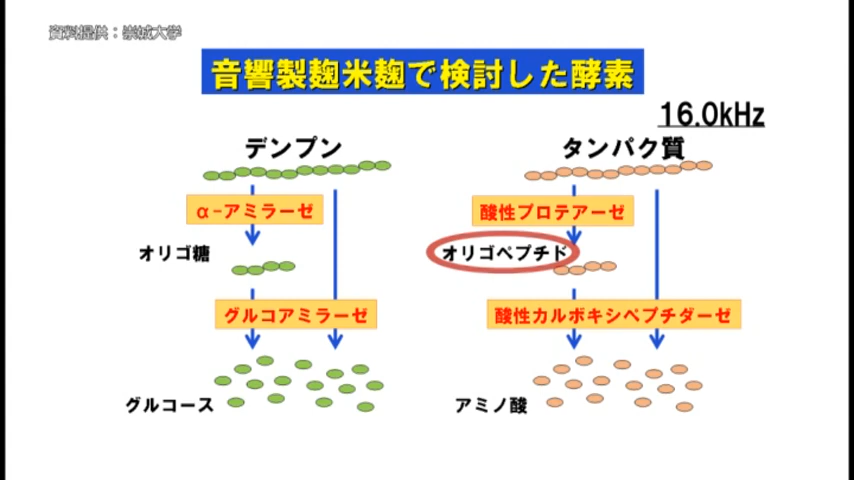 資料提供：崇城大学
音響製麹米麹で検討した酵素
16.0kHz
デンプン
タンパク質
α-アミラーゼ
酸性プロテアーゼ
オリゴ糖
オリゴペプチド
グルコアミラーゼ
酸性カルボキシペプチダーゼ
グルコース
アミノ酸